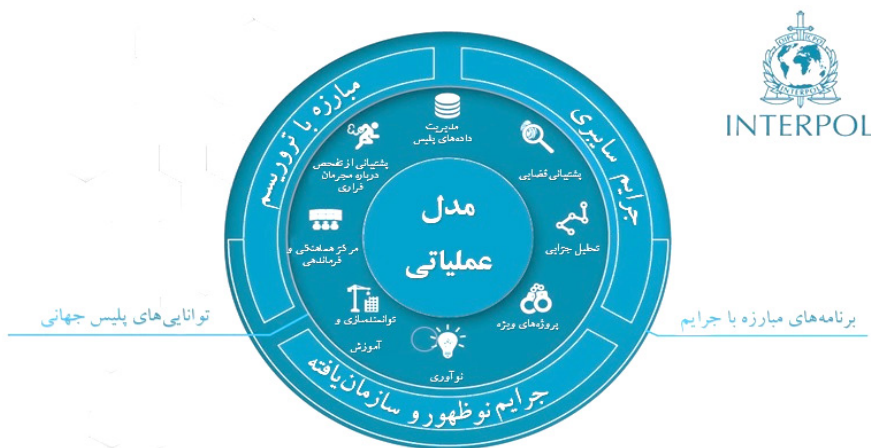 INTERPOL
مبارزه با تروریسم
جرایم سایبری
جرایم نوظهور و سازمان‌یافته
مدل
عملیاتی
مدیریت
داده‌های پلیس
پشتیبانی قضایی
تحلیل جرایی
پروژه‌های ویژه
نوآوری
توانمندسازی و
آموزش
مرکز هماهنگی و
فرماندهی
پشتیبانی از تفحص
درباره مجرمان
فراری
برنامه‌های مبارزه با جرایم
توانایی‌های پلیس جهانی